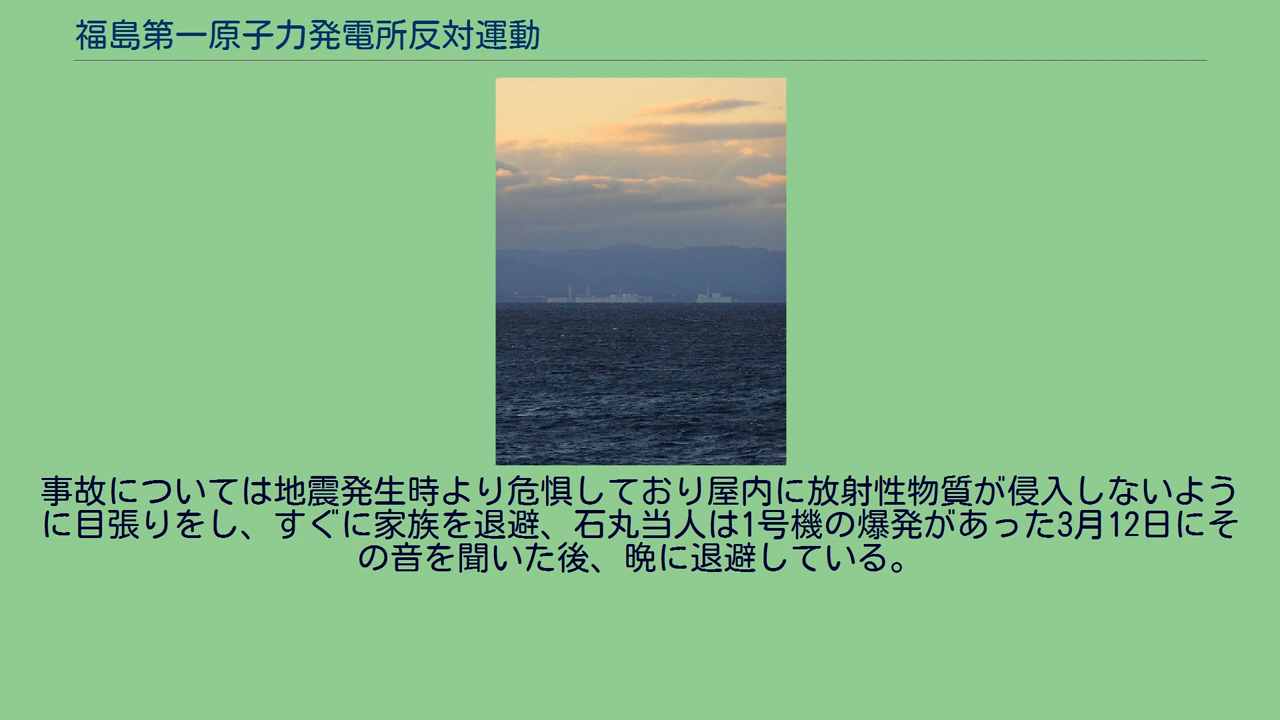 福島第一原子力発電所反対運動
事故については地震発生時より危惧しており屋内に放射性物質が侵入しないよう
に目張りをし、すぐに家族を退避、石丸当人は1号機の爆発があった3月12日にそ
の音を聞いた後、晩に退避している。